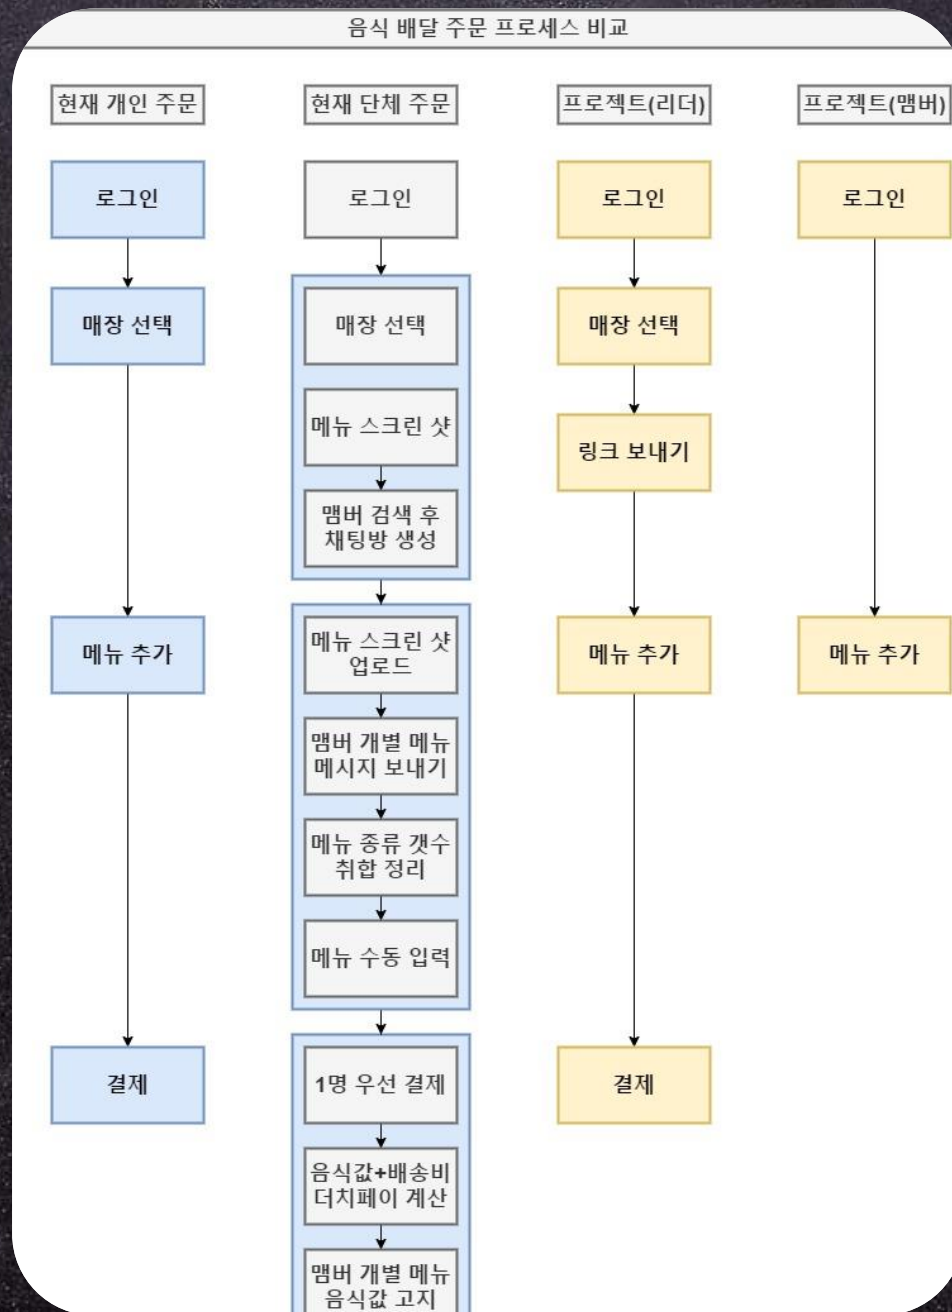 음식 배달 주문 프로세스 비교
현재 개인 주문
로그인
매장 선택
메뉴 추가
결제
현재 단체 주문
로그인
매장 선택
메뉴 스크린 샷
맴버 검색 후
채팅방 생성
메뉴 스크린 샷
업로드
맴버 개별 메뉴
메시지 보내기
메뉴 종류 갯수
취합 정리
메뉴 수동 입력
1명 우선 결제
음식값+배송비
더치페이 계산
맴버 개별 메뉴
음식값 고지
프로젝트(리더)
로그인
매장 선택
링크 보내기
메뉴 추가
결제
프로젝트(맴버)
로그인
메뉴 추가